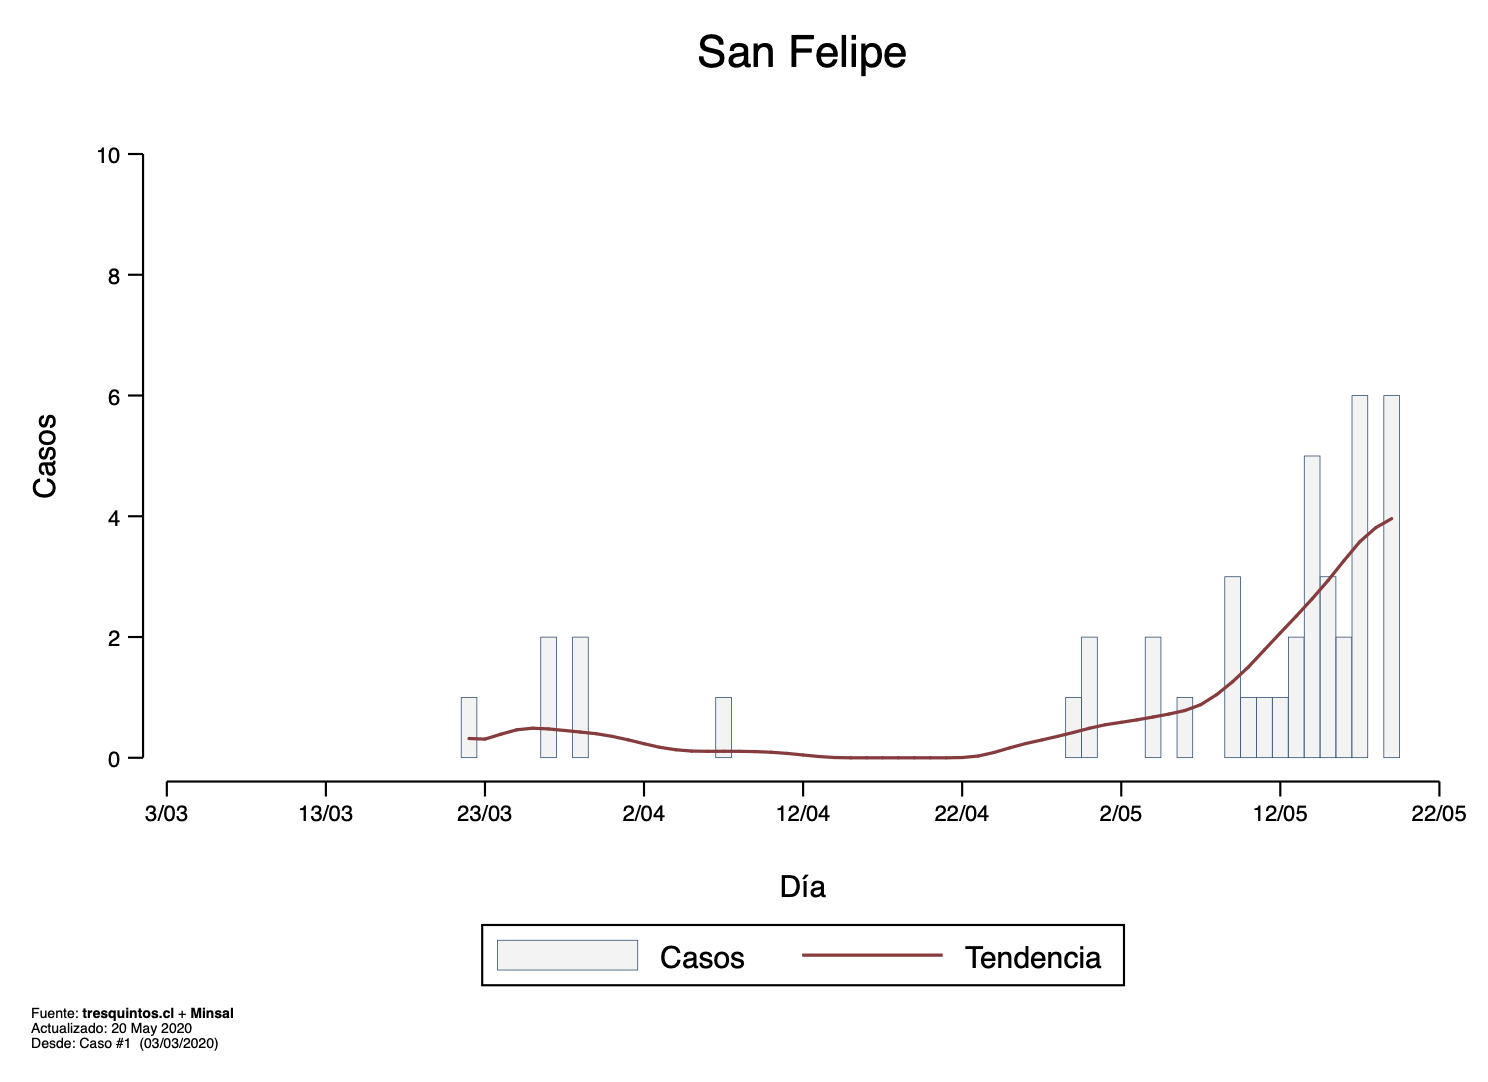 San Felipe
10
8
6
4
2
0
Casos
3/03 13/03 23/03 2/04 12/04 22/04 2/05 12/05 22/05
Día
Casos Tendencia
Fuente: tresquintos.cl + Minsal
Actualizado: 20 May 2020
Desde: Caso #1 (03/03/2020)